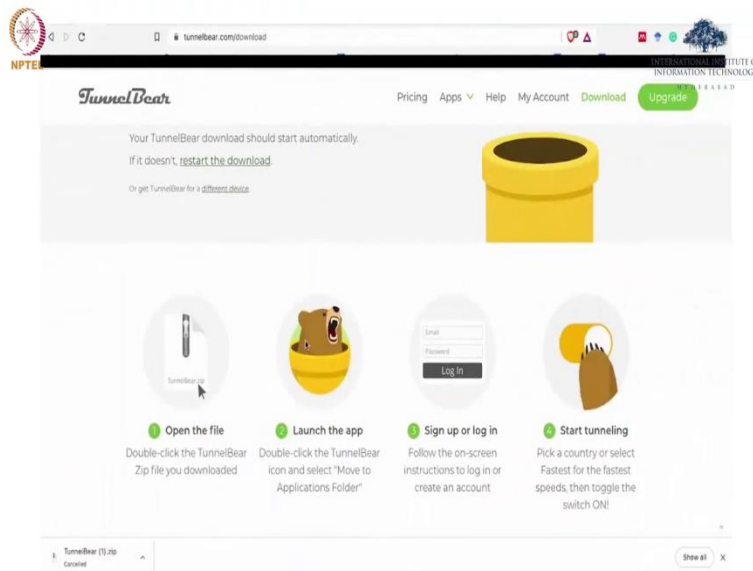 tunnelbear.com/download
NPTEL
INTERNATIONAL INSTITUTE O
INFORMATION TECHNOLOG
HYDERABAD
TunnelBear
Pricing Apps Help My Account Download Upgrade
Your TunnelBear download should start automatically.
If it doesn't, restart the download.
Or get TunnelBear for a different device.
TunnelBear.zip
Email
Password
Log In
1 Open the file
Double-click the TunnelBear
Zip file you downloaded
2 Launch the app
Double-click the TunnelBear
icon and select "Move to
Applications Folder"
3 Sign up or log in
Follow the on-screen
instructions to log in or
create an account
4 Start tunneling
Pick a country or select
Fastest for the fastest
speeds, then toggle the
switch ON!
TunnelBear (1).zip
Cancelled
Show all X